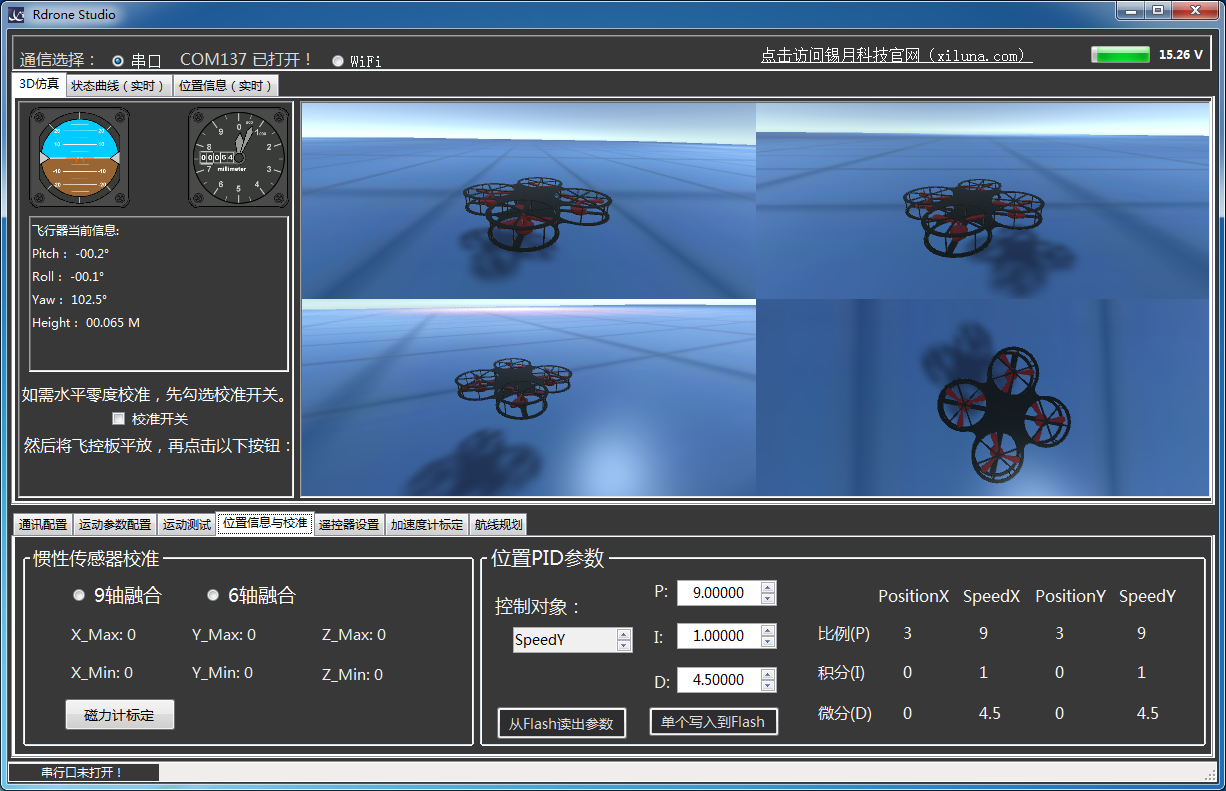 Rdrone Studio
通信选择： 串口 COM137 已打开！ WiFi 点击访问锡月科技官网（xiluna.com） 15.26 V
3D仿真 状态曲线（实时） 位置信息（实时）
飞行器当前信息:
Pitch： -00.2°
Roll： -00.1°
Yaw： 102.5°
Height： 00.065 M
如需水平零度校准，先勾选校准开关。
校准开关
然后将飞控板平放，再点击以下按钮：
20 20
10 10
-10 -10
20 20
0 1 2 3 4 5 6 7 8 9
millimeter
通讯配置 运动参数配置 运动测试 位置信息与校准 遥控器设置 加速度计标定 航线规划
惯性传感器校准
9轴融合 6轴融合
X_Max: 0 Y_Max: 0 Z_Max: 0
X_Min: 0 Y_Min: 0 Z_Min: 0
磁力计标定
位置PID参数
控制对象：
SpeedY
P: 9.00000
I: 1.00000
D: 4.50000
从Flash读出参数 单个写入到Flash
PositionX SpeedX PositionY SpeedY
比例(P) 3 9 3 9
积分(I) 0 1 0 1
微分(D) 0 4.5 0 4.5
串行口未打开！